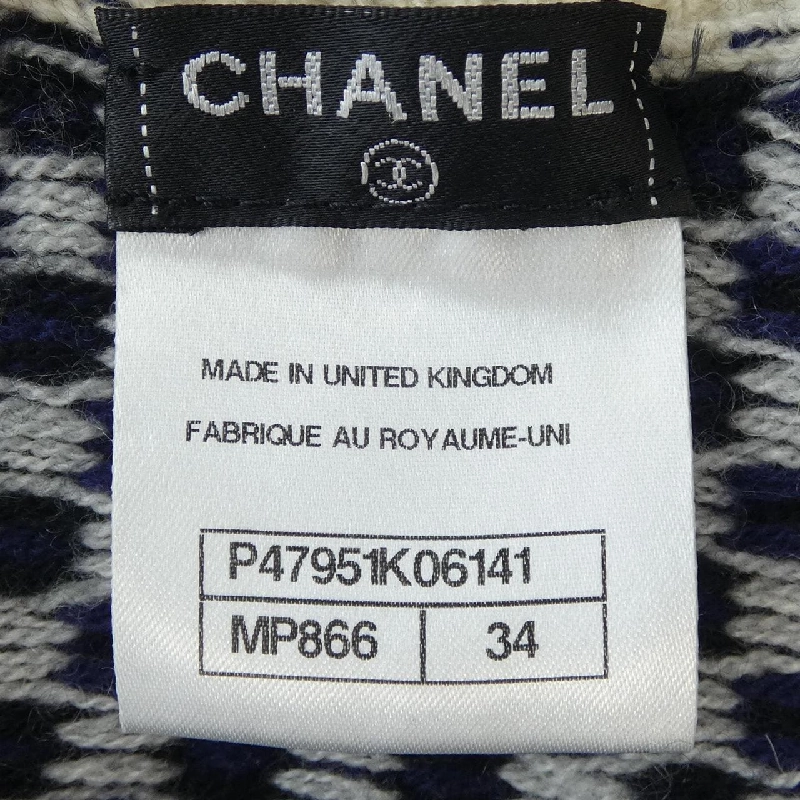 CHANEL
MADE IN UNITED KINGDOM
FABRIQUE AU ROYAUME-UNI
P47951K06141
MP866 34